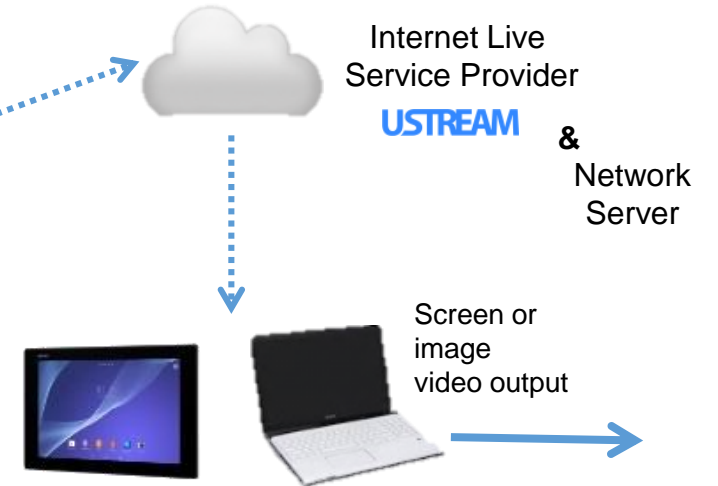 Internet Live
Service Provider
USTREAM
&
Network
Server
Screen or
image
video output